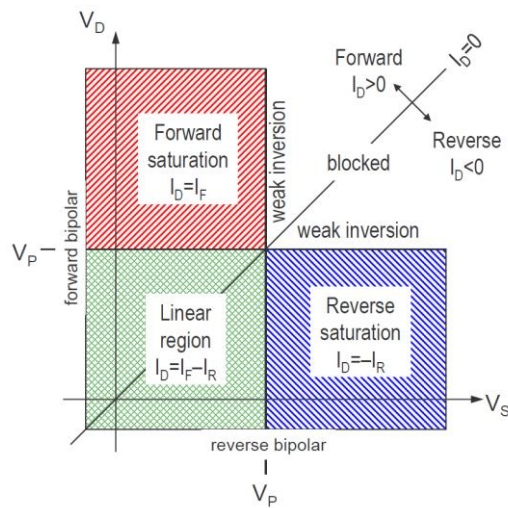 V_D
Forward
I_D>0
I_D=0
Reverse
I_D<0
Forward
saturation
I_D=I_F
weak inversion
blocked
weak inversion
forward bipolar
V_P
Linear
region
I_D=I_F–I_R
Reverse
saturation
I_D=–I_R
V_S
reverse bipolar
V_P